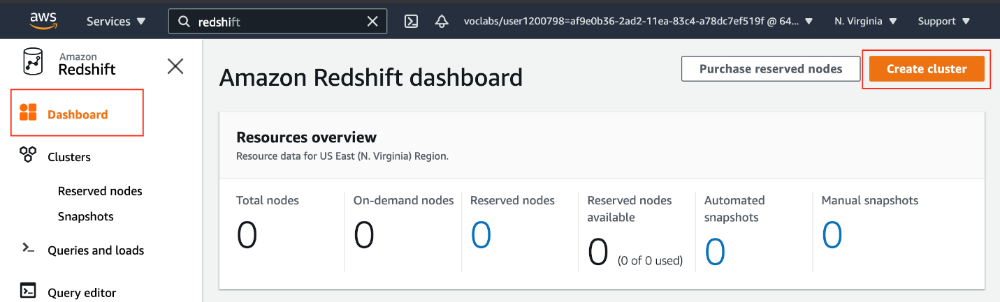 aws
Services ▼
redshift
voclabs/user1200798=af9e0b36-2ad2-11ea-83c4-a78dc7ef519f @ 64... ▼
N. Virginia ▼
Support ▼
Amazon
Redshift
Dashboard
Clusters
Reserved nodes
Snapshots
Queries and loads
Query editor
Amazon Redshift dashboard
Purchase reserved nodes
Create cluster
Resources overview
Resource data for US East (N. Virginia) Region.
Total nodes
0
On-demand nodes
0
Reserved nodes
0
Reserved nodes
available
0 (0 of 0 used)
Automated
snapshots
0
Manual snapshots
0